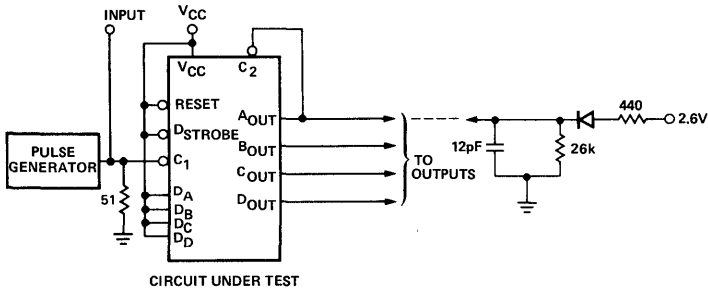 INPUT
VCC
VCC
C2
RESET
DSTROBE
C1
DA
DB
DC
DD
AOUT
BOUT
COUT
DOUT
PULSE
GENERATOR
51
TO
OUTPUTS
12pF
26k
440
2.6V
CIRCUIT UNDER TEST